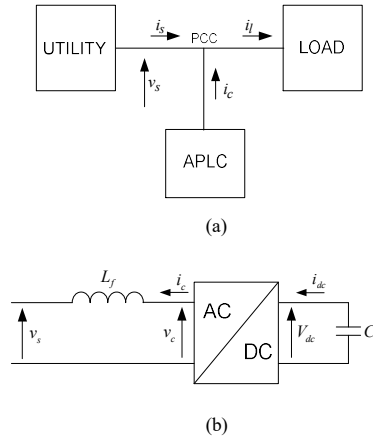 UTILITY
i_s
PCC
i_l
LOAD
v_s
i_c
APLC
(a)
L_f
i_c
i_dc
v_s
v_c
AC
DC
V_dc
C
(b)